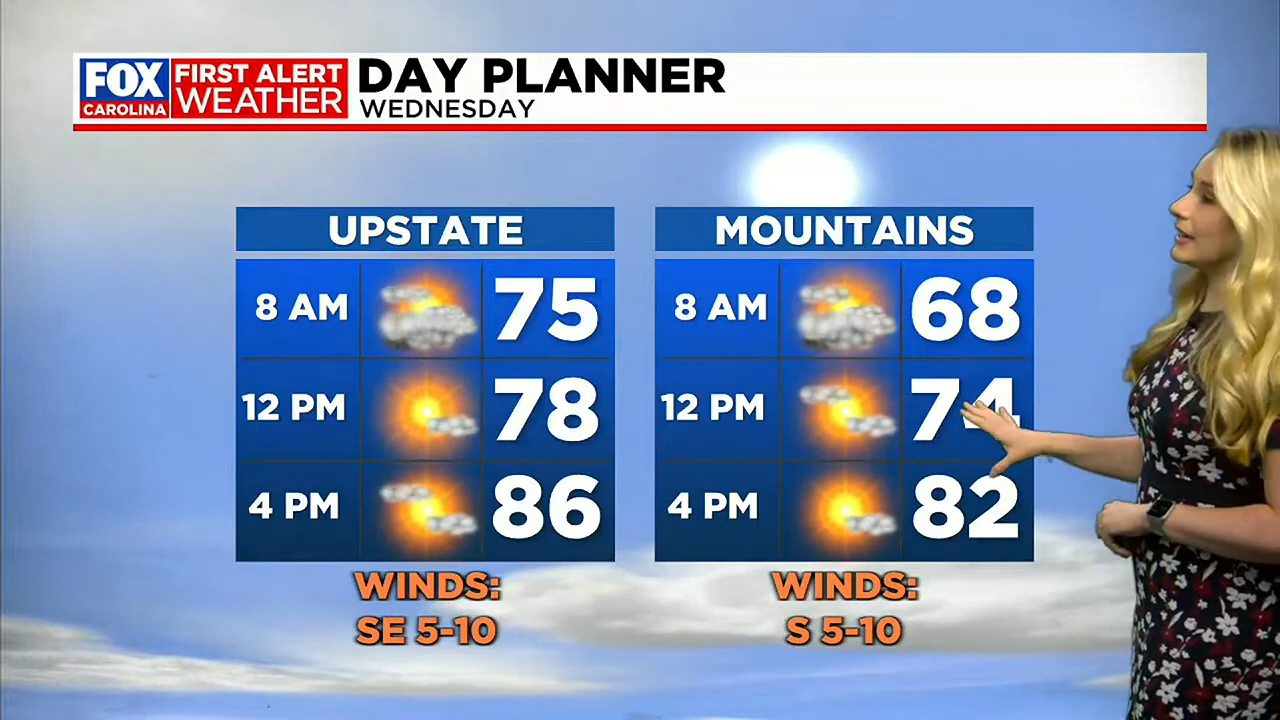 FOX
CAROLINA
FIRST ALERT
WEATHER
DAY PLANNER
WEDNESDAY
UPSTATE
8 AM 75
12 PM 78
4 PM 86
WINDS:
SE 5-10
MOUNTAINS
8 AM 68
12 PM 74
4 PM 82
WINDS:
S 5-10